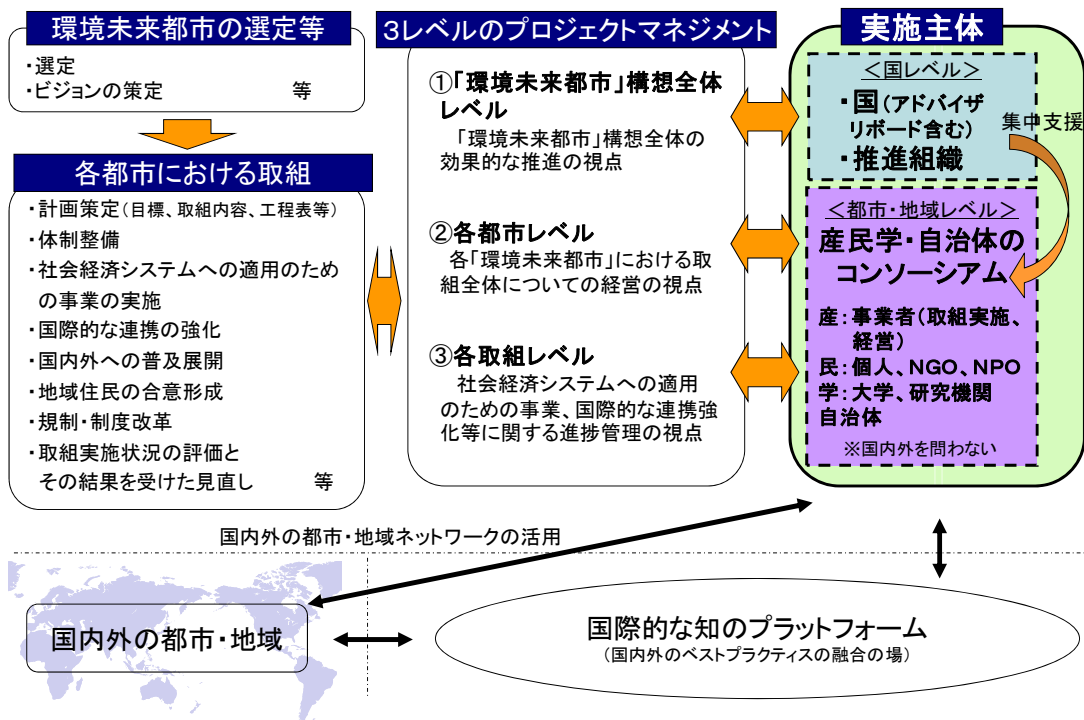 環境未来都市の選定等
・選定
・ビジョンの策定　　　　　等
各都市における取組
・計画策定(目標、取組内容、工程表等)
・体制整備
・社会経済システムへの適用のため
の事業の実施
・国際的な連携の強化
・国内外への普及展開
・地域住民の合意形成
・規制・制度改革
・取組実施状況の評価と
その結果を受けた見直し　　　等
3レベルのプロジェクトマネジメント
①「環境未来都市」構想全体
レベル
「環境未来都市」構想全体の
効果的な推進の視点
②各都市レベル
各「環境未来都市」における取
組全体についての経営の視点
③各取組レベル
社会経済システムへの適用
のための事業、国際的な連携強
化等に関する進捗管理の視点
実施主体
＜国レベル＞
・国(アドバイザ
リボード含む)
・推進組織
集中支援
＜都市・地域レベル＞
産民学・自治体の
コンソーシアム
産：事業者(取組実施、
経営)
民：個人、NGO、NPO
学：大学、研究機関
自治体
※国内外を問わない
国内外の都市・地域ネットワークの活用
国内外の都市・地域
国際的な知のプラットフォーム
(国内外のベストプラクティスの融合の場)